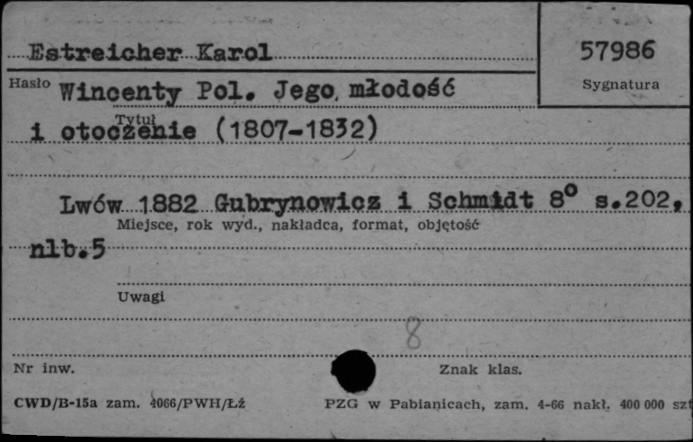 Estreicher Karol
57986
Hasło
Sygnatura
Wincenty Pol. Jego młodość
Tytuł
i otoczenie (1807-1832)
Lwów 1882 Gubrynowicz i Schmidt 8° s.202,
Miejsce, rok wyd., nakładca, format, objętość
nlb.5
Uwagi
8
Nr inw.
Znak klas.
CWD/B-15a zam. 4066/PWH/Łź
PZG w Pabianicach, zam. 4-66 nakł. 400 000 szt